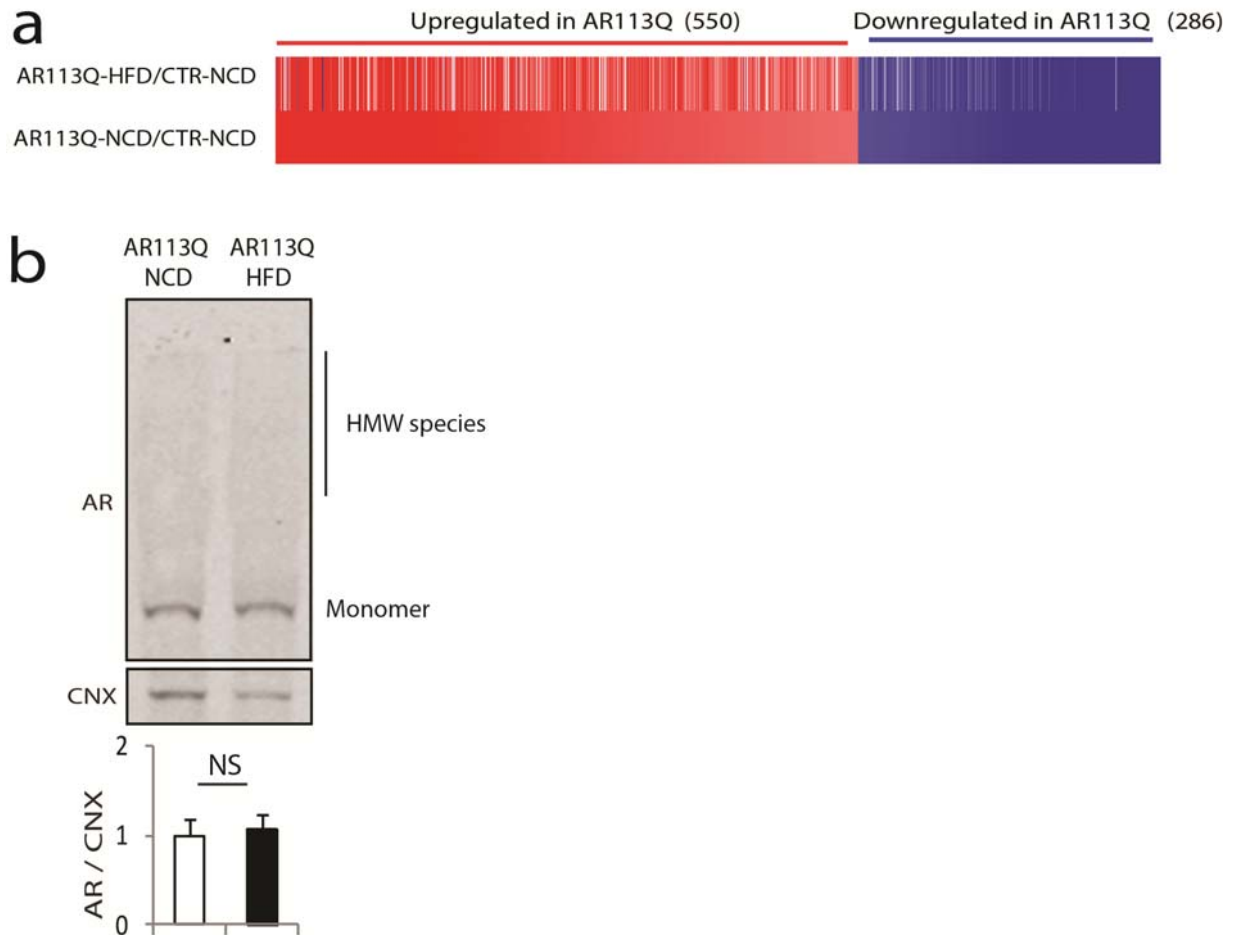 a
Upregulated in AR113Q (550)
Downregulated in AR113Q (286)
AR113Q-HFD/CTR-NCD
AR113Q-NCD/CTR-NCD
b
AR113Q AR113Q
NCD HFD
HMW species
AR
Monomer
CNX
2
NS
1
AR / CNX
0